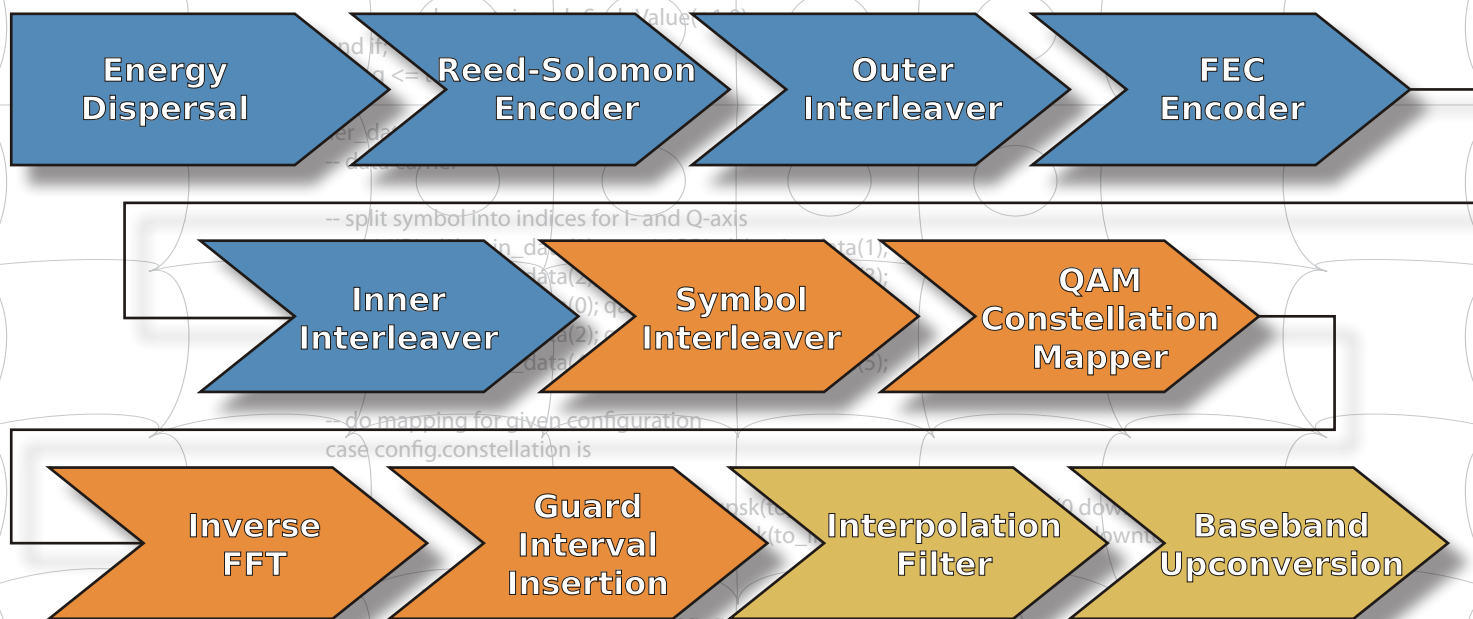 Energy
Dispersal
Reed-Solomon
Encoder
Outer
Interleaver
FEC
Encoder
-- split symbol into indices for I- and Q-axis
Inner
Interleaver
Symbol
Interleaver
QAM
Constellation
Mapper
-- do mapping for given configuration
case config.constellation is
Inverse
FFT
Guard
Interval
Insertion
Interpolation
Filter
Baseband
Upconversion